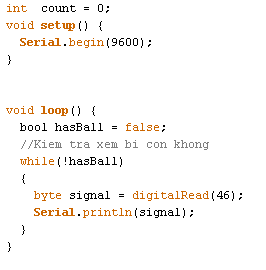 int  count = 0;
void setup() {
  Serial.begin(9600);
}
void loop() {
  bool hasBall = false;
  //Kiem tra xem bi con khong
  while(!hasBall)
  {
    byte signal = digitalRead(46);
    Serial.println(signal);
  }
}